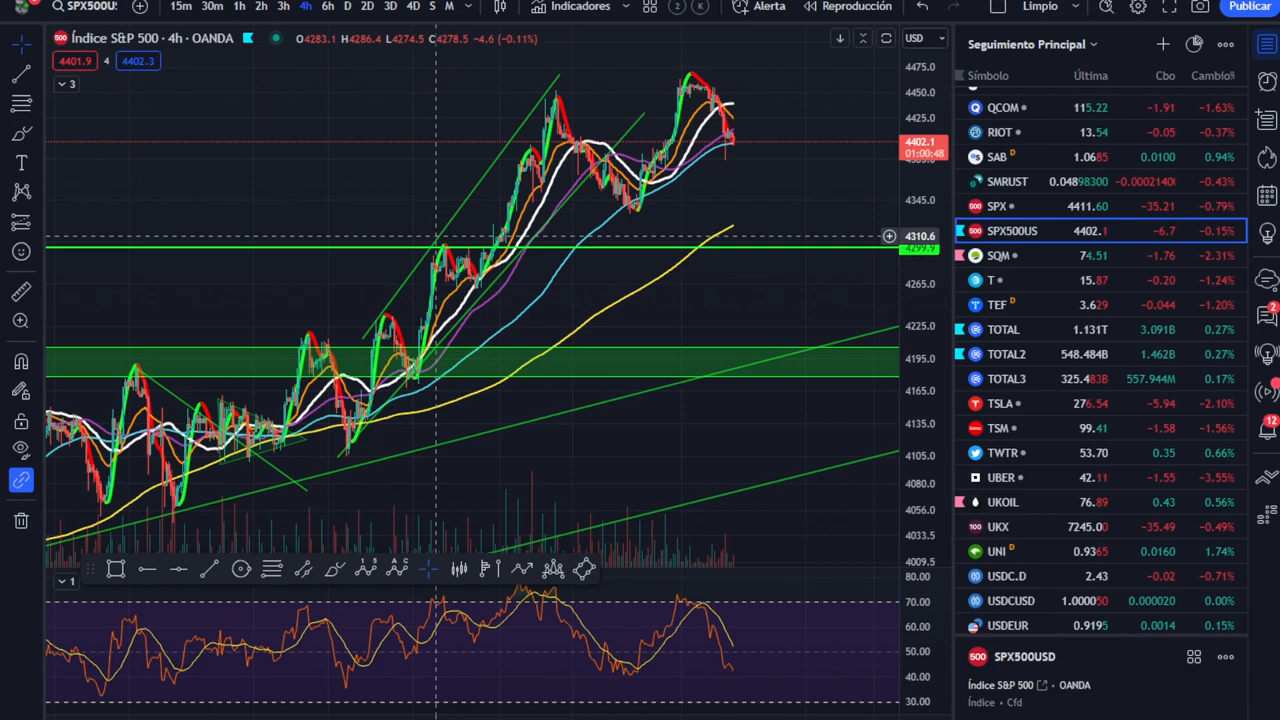 SPX500U: 15m 30m 1h 2h 3h 4h 6h D 2D 3D 4D S M Indicadores 2 K Alerta Reproducción Limpio Publicar
Índice S&P 500 · 4h · OANDA O4283.1 H4286.4 L4274.5 C4278.5 −4.6 (−0.11%) USD
4401.9 4 4402.3
3
4475.0
4450.0
4425.0
4402.1
01:00:48
4345.0
4310.6
4299.9
4265.0
4225.0
4195.0
4165.0
4135.0
4105.0
4080.0
4056.0
4033.5
4009.5
1
80.00
70.00
60.00
50.00
40.00
30.00
Seguimiento Principal
Símbolo Última Cbo Cambio%
QCOM 115.22 −1.91 −1.63%
RIOT 13.54 −0.05 −0.37%
SAB D 1.0685 0.0100 0.94%
SMRUST 0.04898300 −0.0002140 −0.43%
SPX 4411.60 −35.21 −0.79%
SPX500US 4402.1 −6.7 −0.15%
SQM 74.51 −1.76 −2.31%
T 15.87 −0.20 −1.24%
TEF D 3.629 −0.044 −1.20%
TOTAL 1.131T 3.091B 0.27%
TOTAL2 548.484B 1.462B 0.27%
TOTAL3 325.483B 557.944M 0.17%
TSLA 276.54 −5.94 −2.10%
TSM 99.41 −1.58 −1.56%
TWTR 53.70 0.35 0.66%
UBER 42.11 −1.55 −3.55%
UKOIL 76.89 0.43 0.56%
UKX 7245.00 −35.49 −0.49%
UNI D 0.9365 0.0160 1.74%
USDC.D 2.43 −0.02 −0.71%
USDCUSD 1.000050 0.000020 0.00%
USDEUR 0.9195 0.0014 0.15%
500 SPX500USD
Índice S&P 500 · OANDA
Índice · Cfd
2
12